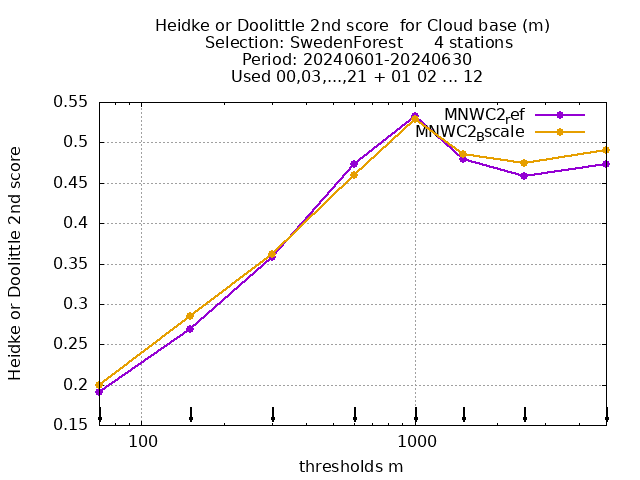 Heidke or Doolittle 2nd score  for Cloud base (m)
Selection: SwedenForest      4 stations
Period: 20240601-20240630
Used 00,03,...,21 + 01 02 ... 12
MNWC2_ref
MNWC2_Bscale
Heidke or Doolittle 2nd score
0.55
0.5
0.45
0.4
0.35
0.3
0.25
0.2
0.15
100
1000
thresholds m